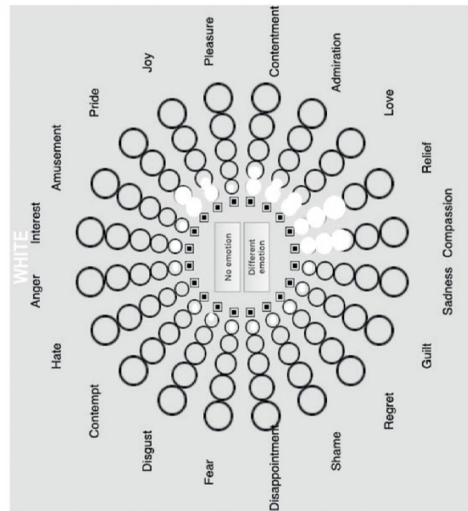 WHITE
Interest
Amusement
Pride
Joy
Pleasure
Contentment
Admiration
Love
Relief
Compassion
Sadness
Guilt
Regret
Shame
Disappointment
Fear
Disgust
Contempt
Hate
Anger
No emotion
Different
emotion